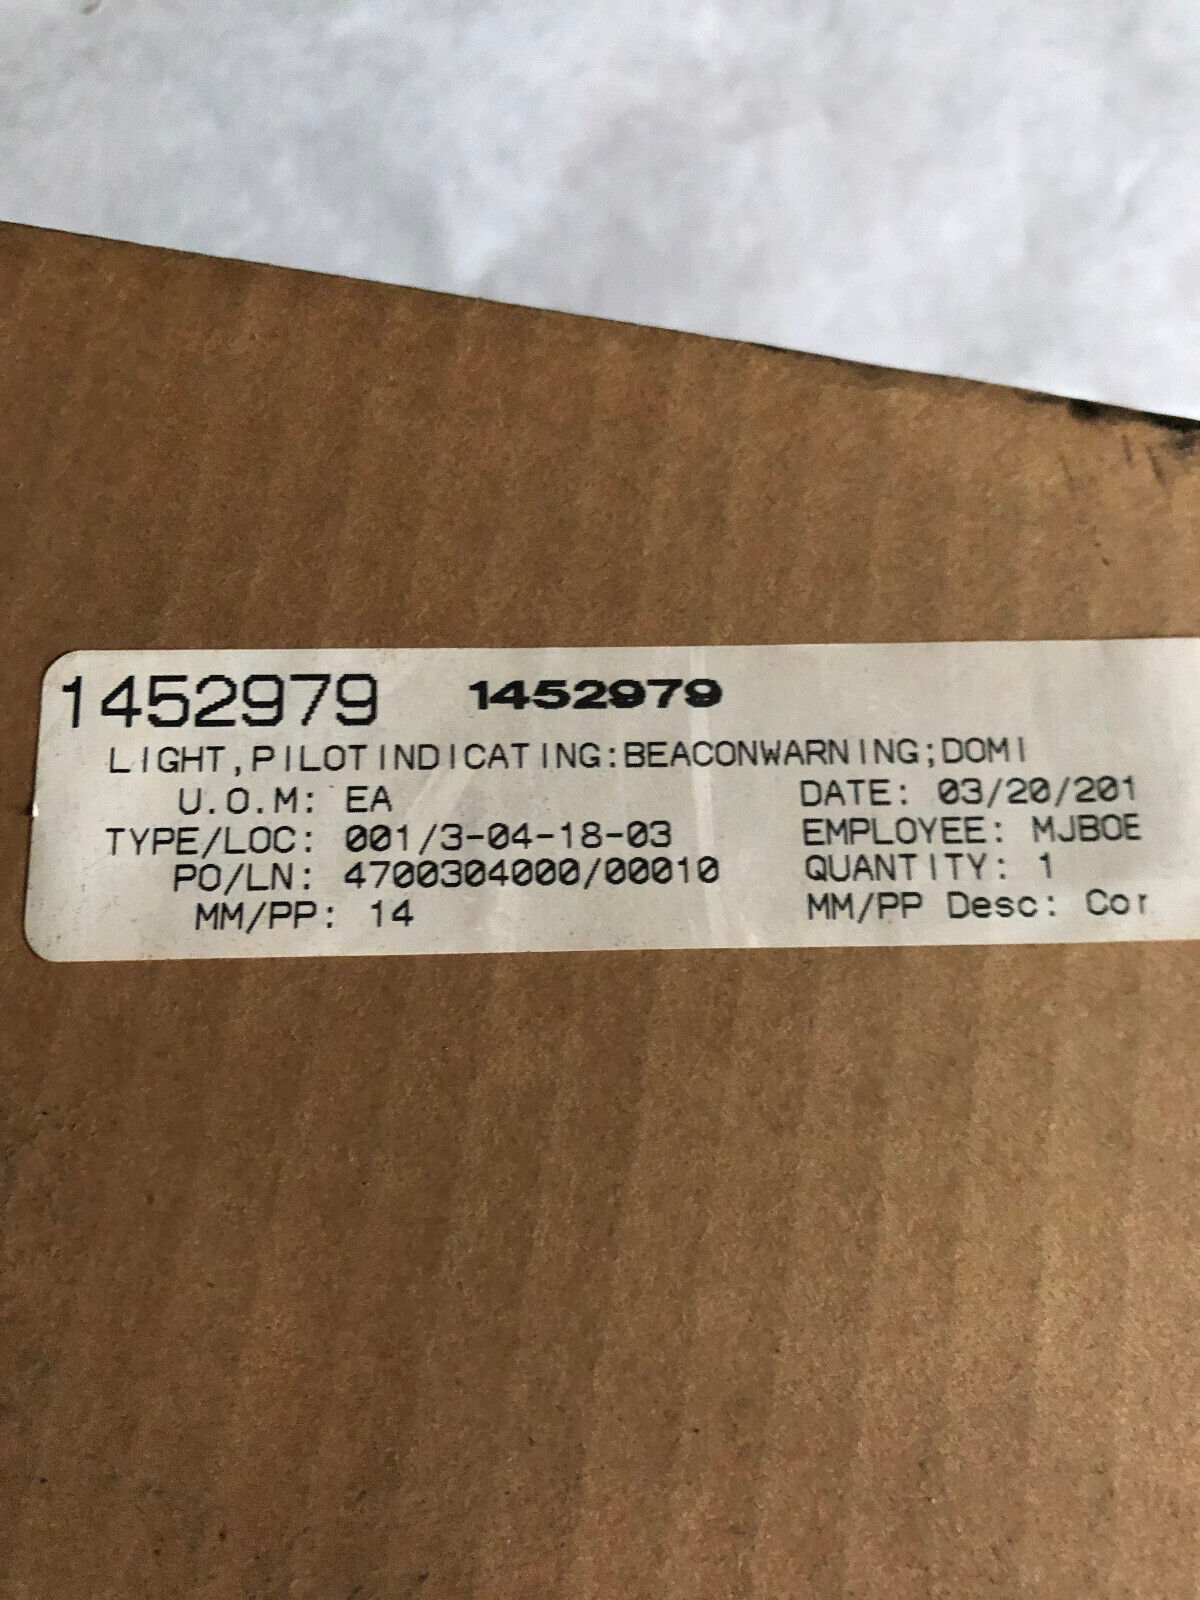 1452979 1452979
LIGHT,PILOTINDICATING:BEACONWARNING;DOMI
U.O.M: EA DATE: 03/20/201
TYPE/LOC: 001/3-04-18-03 EMPLOYEE: MJBOE
PO/LN: 4700304000/00010 QUANTITY: 1
MM/PP: 14 MM/PP Desc: Cor